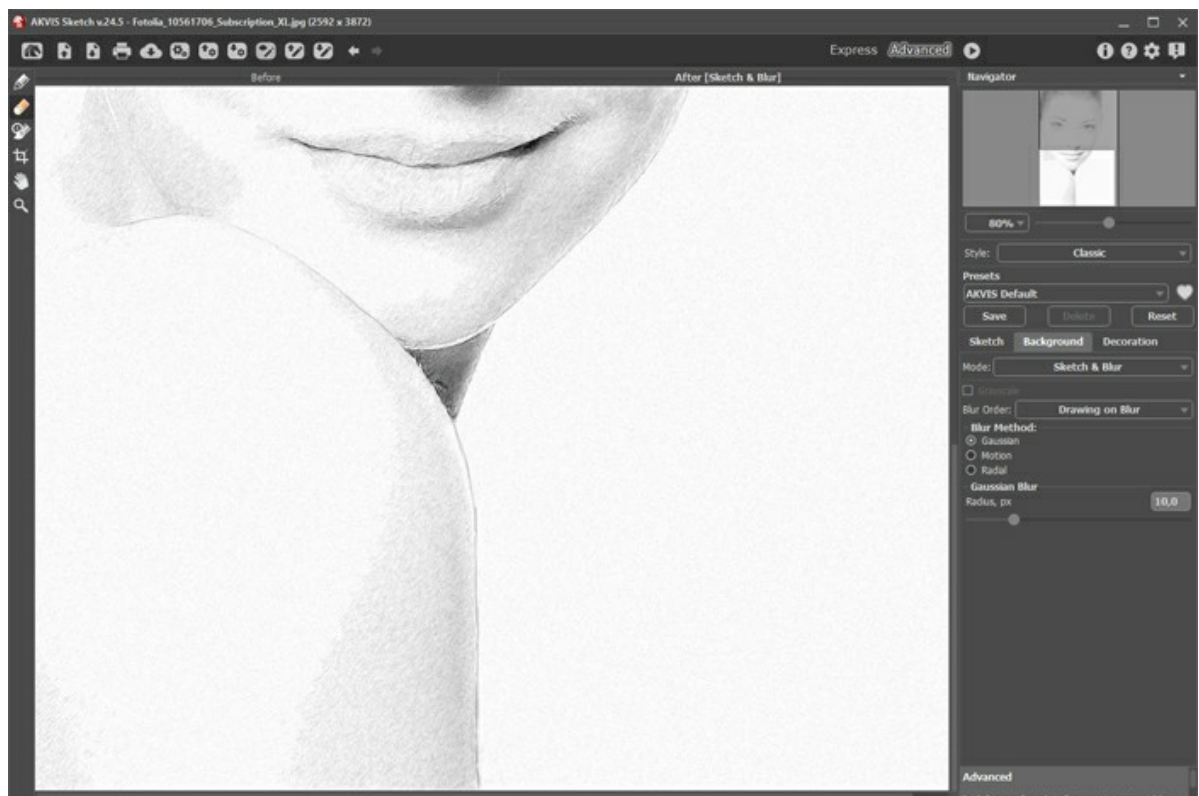 AKVIS Sketch v.24.5 - Fotolia_10561706_Subscription_XL.jpg (2592 x 3872)
Express Advanced
Before After [Sketch & Blur] Navigator
80%
Style: Classic
Presets
AKVIS Default
Save Delete Reset
Sketch Background Decoration
Mode: Sketch & Blur
Grayscale
Blur Order: Drawing on Blur
Blur Method:
Gaussian
Motion
Radial
Gaussian Blur
Radius, px 10,0
Advanced